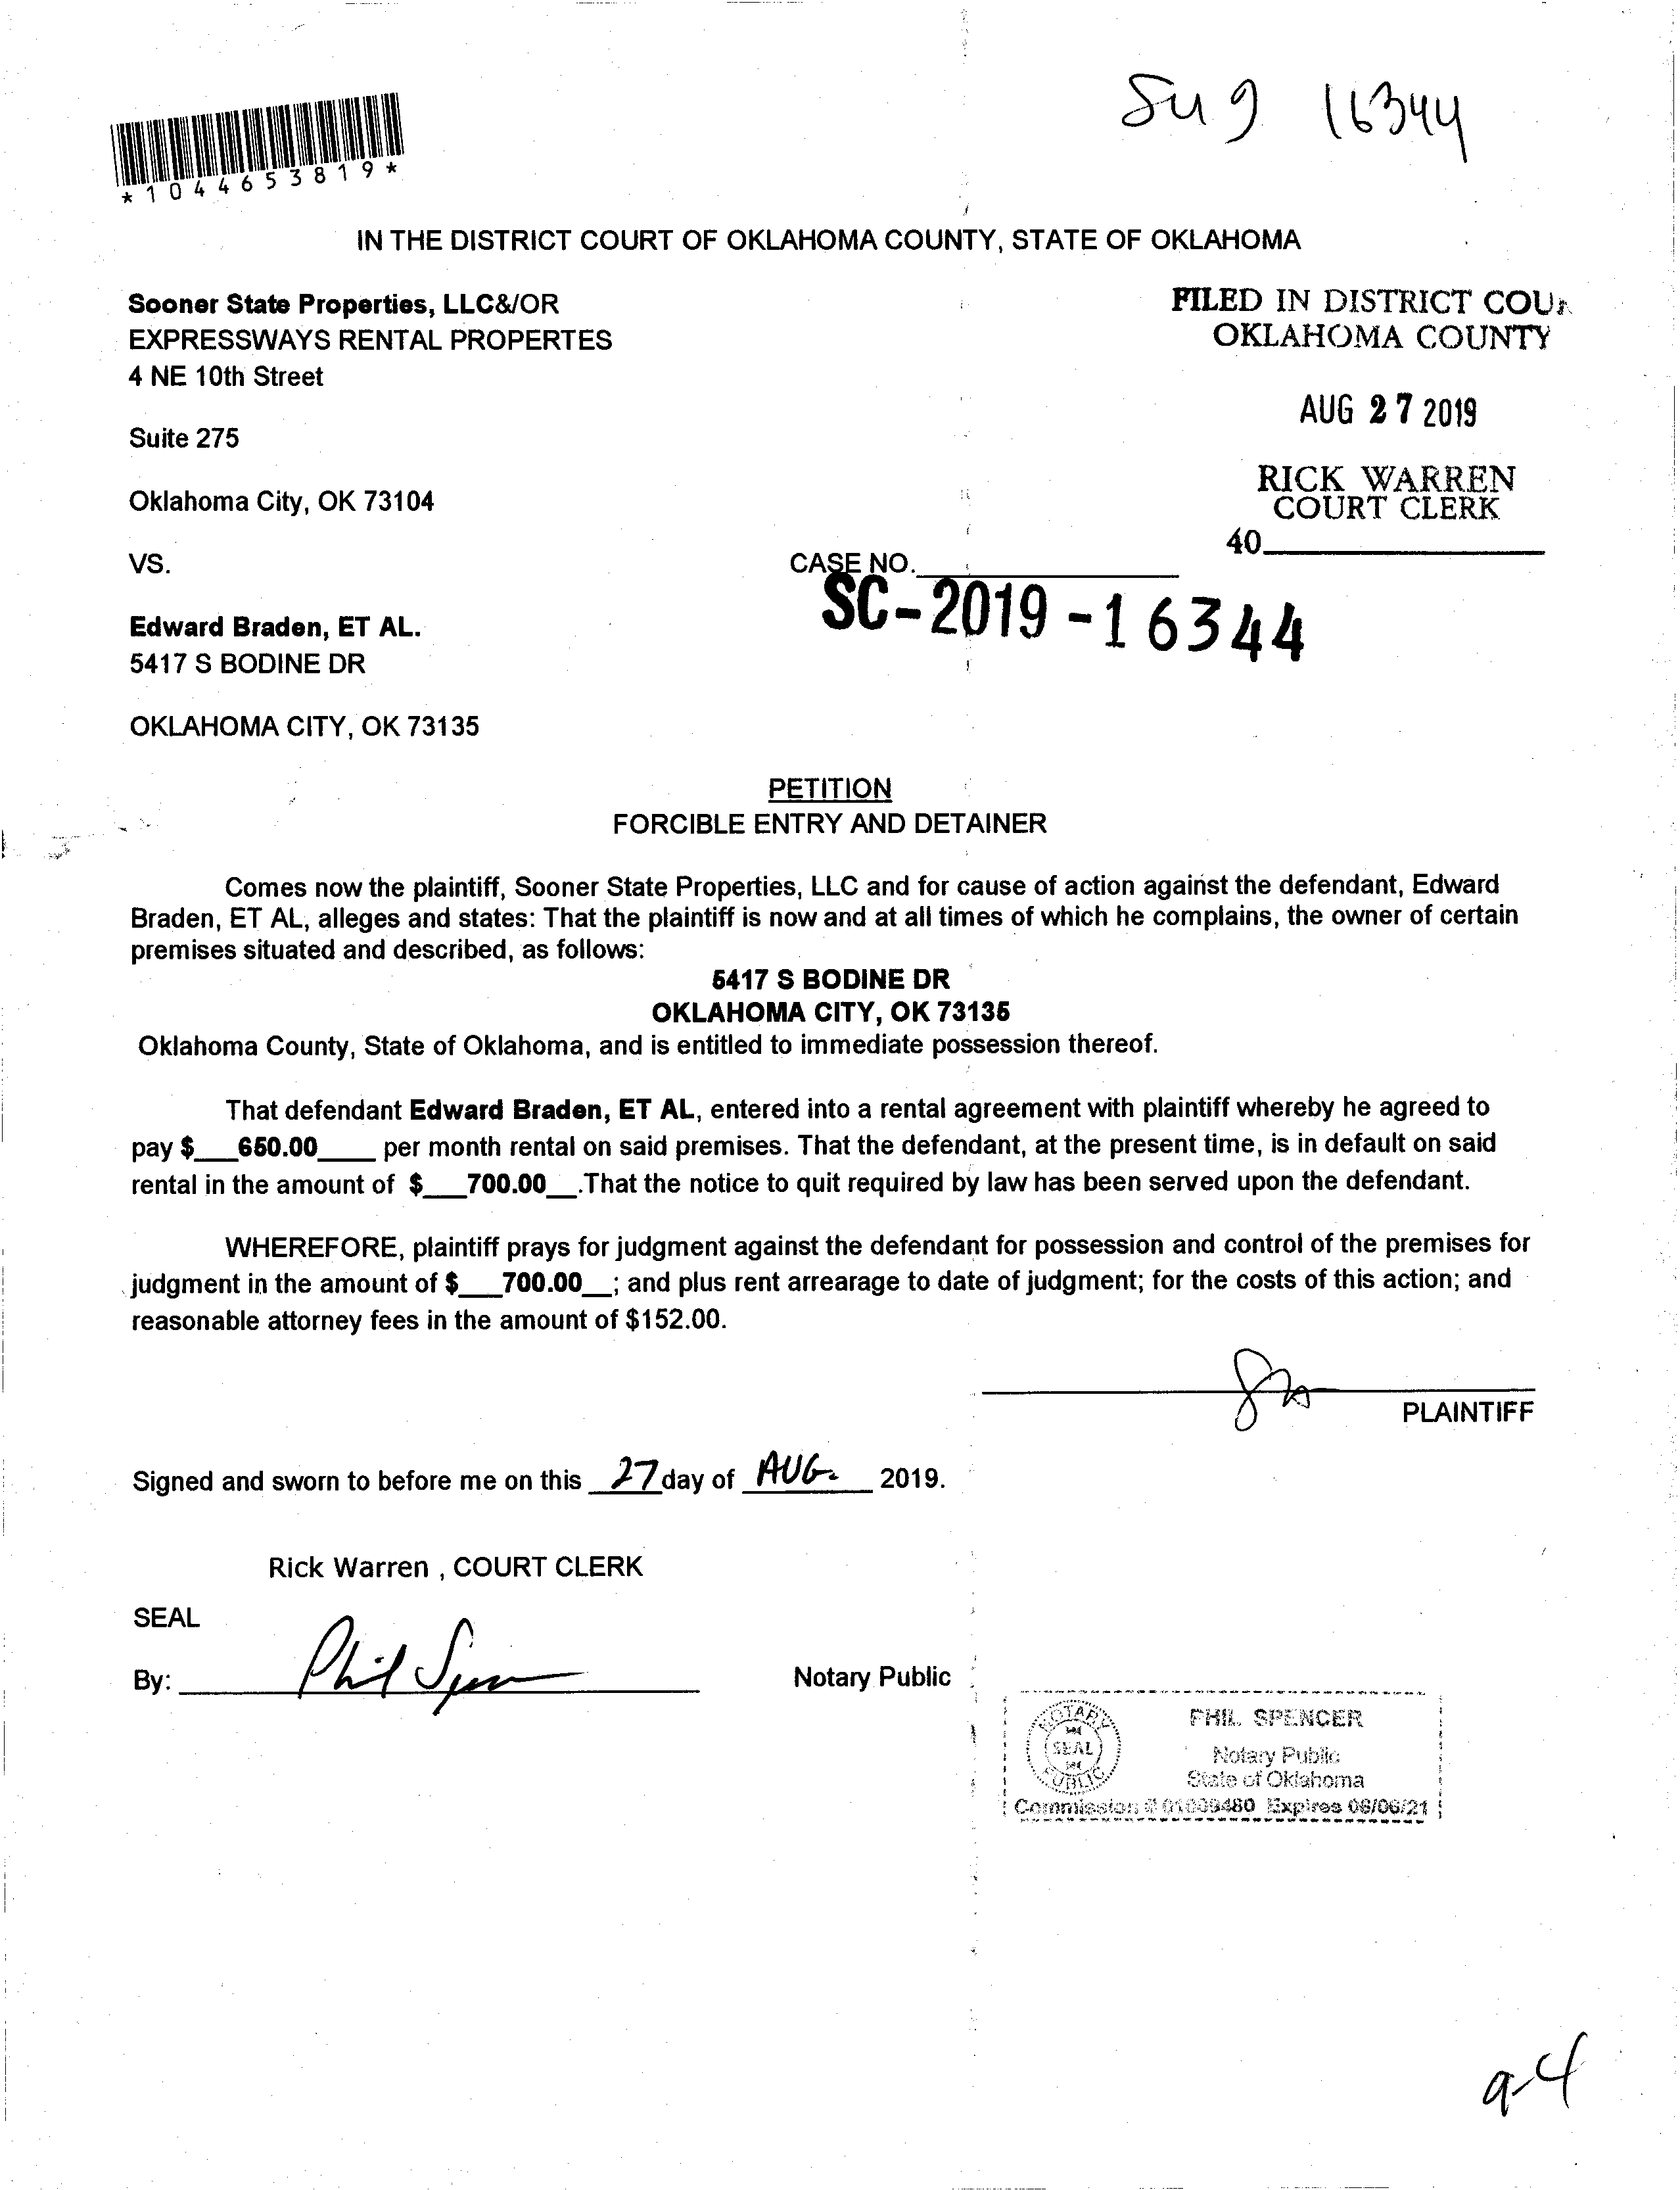 16344
*1044653819*
IN THE DISTRICT COURT OF OKLAHOMA COUNTY, STATE OF OKLAHOMA
Sooner State Properties, LLC&/OR
EXPRESSWAYS RENTAL PROPERTES
4 NE 10th Street
Suite 275
Oklahoma City, OK 73104
FILED IN DISTRICT COU
OKLAHOMA COUNTY
AUG 27 2019
RICK WARREN
COURT CLERK
40
VS.
CASE NO.
SC-2019-16344
Edward Braden, ET AL.
5417 S BODINE DR
OKLAHOMA CITY, OK 73135
PETITION
FORCIBLE ENTRY AND DETAINER
Comes now the plaintiff, Sooner State Properties, LLC and for cause of action against the defendant, Edward
Braden, ET AL, alleges and states: That the plaintiff is now and at all times of which he complains, the owner of certain
premises situated and described, as follows:
5417 S BODINE DR
OKLAHOMA CITY, OK 73135
Oklahoma County, State of Oklahoma, and is entitled to immediate possession thereof.
That defendant Edward Braden, ET AL, entered into a rental agreement with plaintiff whereby he agreed to
pay $___650.00____ per month rental on said premises. That the defendant, at the present time, is in default on said
rental in the amount of $___700.00__.That the notice to quit required by law has been served upon the defendant.
WHEREFORE, plaintiff prays for judgment against the defendant for possession and control of the premises for
judgment in the amount of $___700.00__; and plus rent arrearage to date of judgment; for the costs of this action; and
reasonable attorney fees in the amount of $152.00.
PLAINTIFF
Signed and sworn to before me on this 27 day of AUG. 2019.
Rick Warren , COURT CLERK
SEAL
By: Phil Spencer
Notary Public
NOTARY
SEAL
PUBLIC
PHIL SPENCER
Notary Public
State of Oklahoma
Commission # 01009480 Expires 08/06/21
9-4